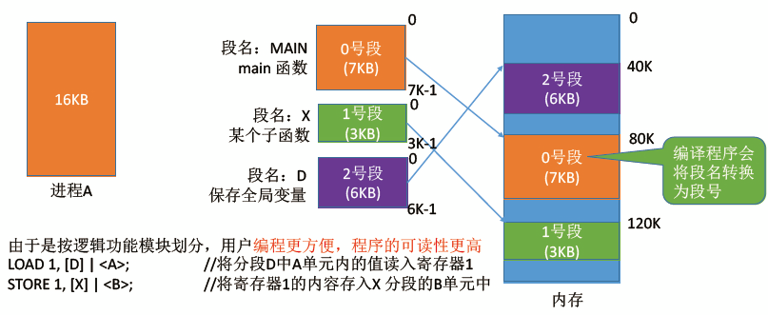 16KB
进程A
段名：MAIN
main 函数
0号段
(7KB)
0
7K-1
段名：X
某个子函数
1号段
(3KB)
0
3K-1
段名：D
保存全局变量
2号段
(6KB)
0
6K-1
0
40K
2号段
(6KB)
80K
0号段
(7KB)
120K
1号段
(3KB)
内存
编译程序会
将段名转换
为段号
由于是按逻辑功能模块划分，用户编程更方便，程序的可读性更高
LOAD 1, [D] | <A>; //将分段D中A单元内的值读入寄存器1
STORE 1, [X] | <B>; //将寄存器1的内容存入X 分段的B单元中